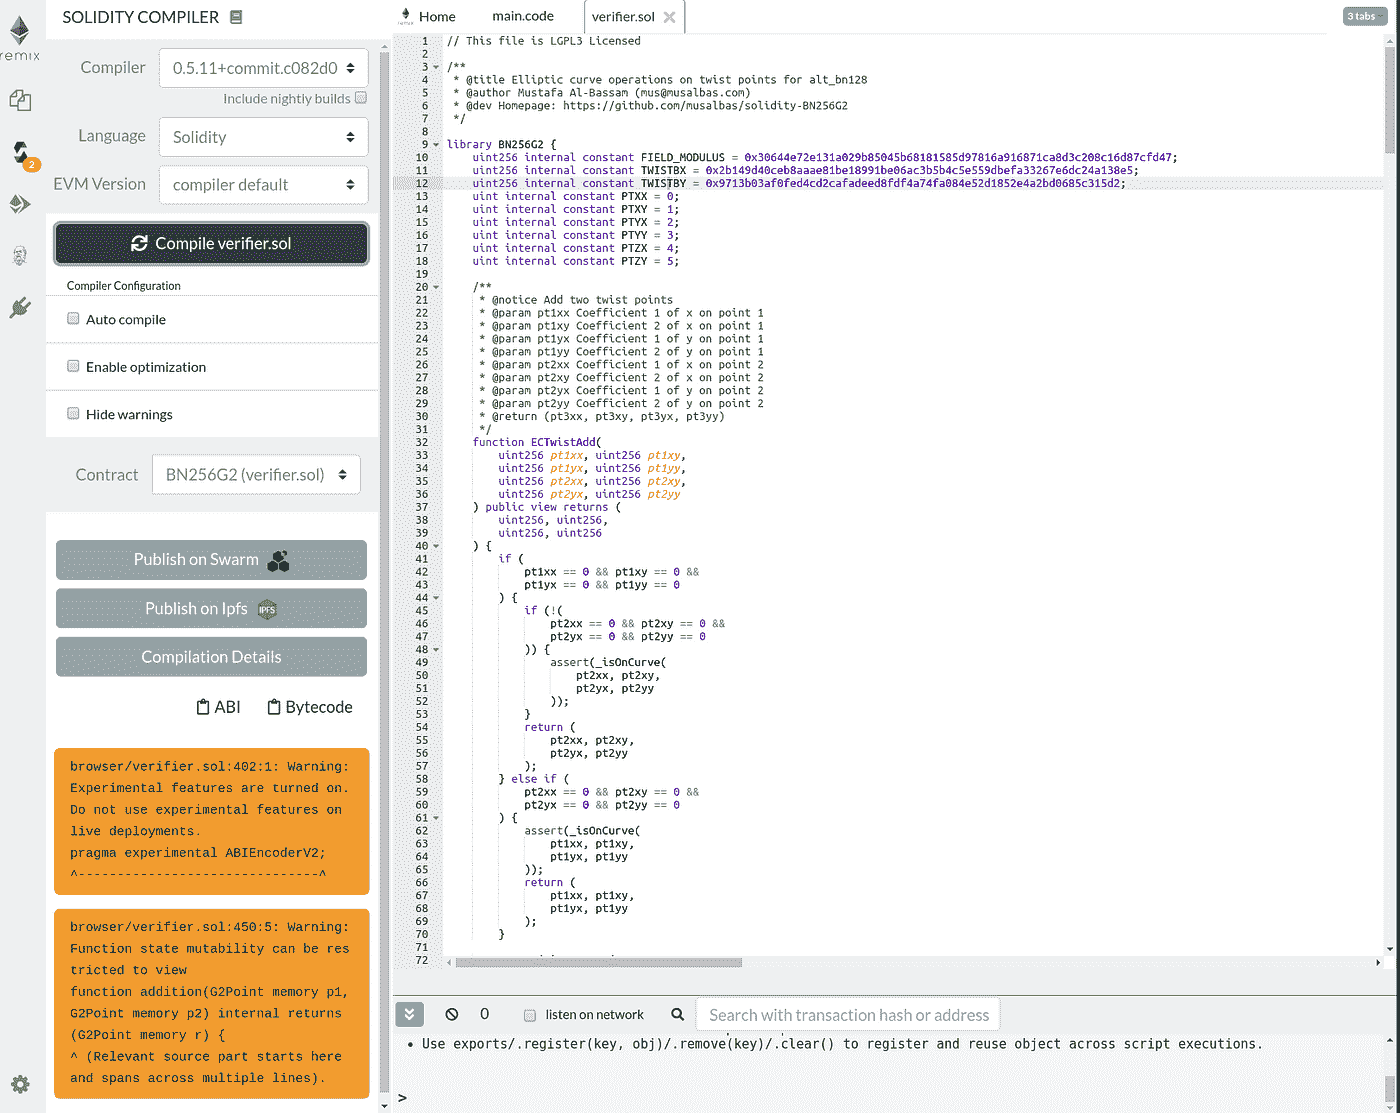 remix
2
SOLIDITY COMPILER
Compiler
0.5.11+commit.c082d0
Include nightly builds
Language
Solidity
EVM Version
compiler default
Compile verifier.sol
Compiler Configuration
Auto compile
Enable optimization
Hide warnings
Contract
BN256G2 (verifier.sol)
Publish on Swarm
Publish on Ipfs IPFS
Compilation Details
ABI Bytecode
browser/verifier.sol:402:1: Warning:
Experimental features are turned on.
Do not use experimental features on
live deployments.
pragma experimental ABIEncoderV2;
^-------------------------------^
browser/verifier.sol:450:5: Warning:
Function state mutability can be res
tricted to view
function addition(G2Point memory p1,
G2Point memory p2) internal returns
(G2Point memory r) {
^ (Relevant source part starts here
and spans across multiple lines).
Home main.code verifier.sol 3 tabs
1 // This file is LGPL3 Licensed
2
3 /**
4 * @title Elliptic curve operations on twist points for alt_bn128
5 * @author Mustafa Al-Bassam (mus@musalbas.com)
6 * @dev Homepage: https://github.com/musalbas/solidity-BN256G2
7 */
8
9 library BN256G2 {
10 uint256 internal constant FIELD_MODULUS = 0x30644e72e131a029b85045b68181585d97816a916871ca8d3c208c16d87cfd47;
11 uint256 internal constant TWISTBX = 0x2b149d40ceb8aaae81be18991be06ac3b5b4c5e559dbefa33267e6dc24a138e5;
12 uint256 internal constant TWISTBY = 0x9713b03af0fed4cd2cafadeed8fdf4a74fa084e52d1852e4a2bd0685c315d2;
13 uint internal constant PTXX = 0;
14 uint internal constant PTXY = 1;
15 uint internal constant PTYX = 2;
16 uint internal constant PTYY = 3;
17 uint internal constant PTZX = 4;
18 uint internal constant PTZY = 5;
19
20 /**
21 * @notice Add two twist points
22 * @param pt1xx Coefficient 1 of x on point 1
23 * @param pt1xy Coefficient 2 of x on point 1
24 * @param pt1yx Coefficient 1 of y on point 1
25 * @param pt1yy Coefficient 2 of y on point 1
26 * @param pt2xx Coefficient 1 of x on point 2
27 * @param pt2xy Coefficient 2 of x on point 2
28 * @param pt2yx Coefficient 1 of y on point 2
29 * @param pt2yy Coefficient 2 of y on point 2
30 * @return (pt3xx, pt3xy, pt3yx, pt3yy)
31 */
32 function ECTwistAdd(
33 uint256 pt1xx, uint256 pt1xy,
34 uint256 pt1yx, uint256 pt1yy,
35 uint256 pt2xx, uint256 pt2xy,
36 uint256 pt2yx, uint256 pt2yy
37 ) public view returns (
38 uint256, uint256,
39 uint256, uint256
40 ) {
41 if (
42 pt1xx == 0 && pt1xy == 0 &&
43 pt1yx == 0 && pt1yy == 0
44 ) {
45 if (!(
46 pt2xx == 0 && pt2xy == 0 &&
47 pt2yx == 0 && pt2yy == 0
48 )) {
49 assert(_isOnCurve(
50 pt2xx, pt2xy,
51 pt2yx, pt2yy
52 ));
53 }
54 return (
55 pt2xx, pt2xy,
56 pt2yx, pt2yy
57 );
58 } else if (
59 pt2xx == 0 && pt2xy == 0 &&
60 pt2yx == 0 && pt2yy == 0
61 ) {
62 assert(_isOnCurve(
63 pt1xx, pt1xy,
64 pt1yx, pt1yy
65 ));
66 return (
67 pt1xx, pt1xy,
68 pt1yx, pt1yy
69 );
70 }
71
72
0 listen on network Search with transaction hash or address
• Use exports/.register(key, obj)/.remove(key)/.clear() to register and reuse object across script executions.
>